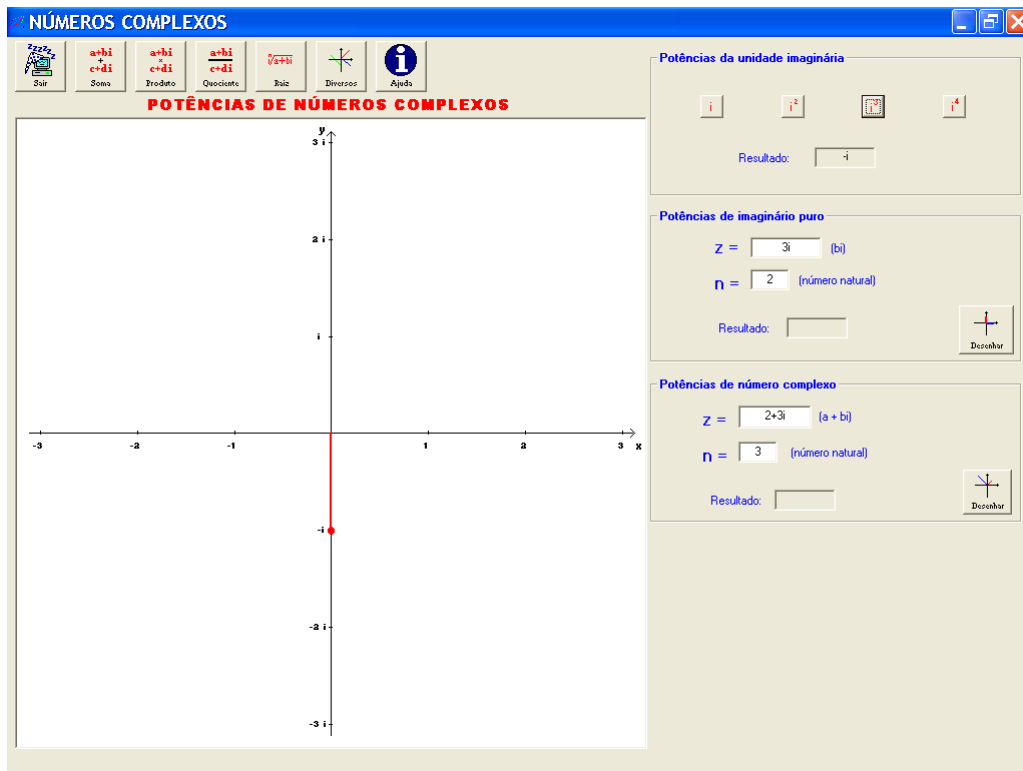 NÚMEROS COMPLEXOS
Sair
a+bi
+
c+di
Soma
a+bi
×
c+di
Produto
a+bi
c+di
Quociente
ⁿ√a+bi
Raiz
Diversos
i
Ajuda
POTÊNCIAS DE NÚMEROS COMPLEXOS
y
3 i
2 i
i
-3 -2 -1 1 2 3 x
-i
-2 i
-3 i
Potências da unidade imaginária
i i² i³ i⁴
Resultado: -i
Potências de imaginário puro
z = 3i (bi)
n = 2 (número natural)
Resultado:
Desenhar
Potências de número complexo
z = 2+3i (a + bi)
n = 3 (número natural)
Resultado:
Desenhar